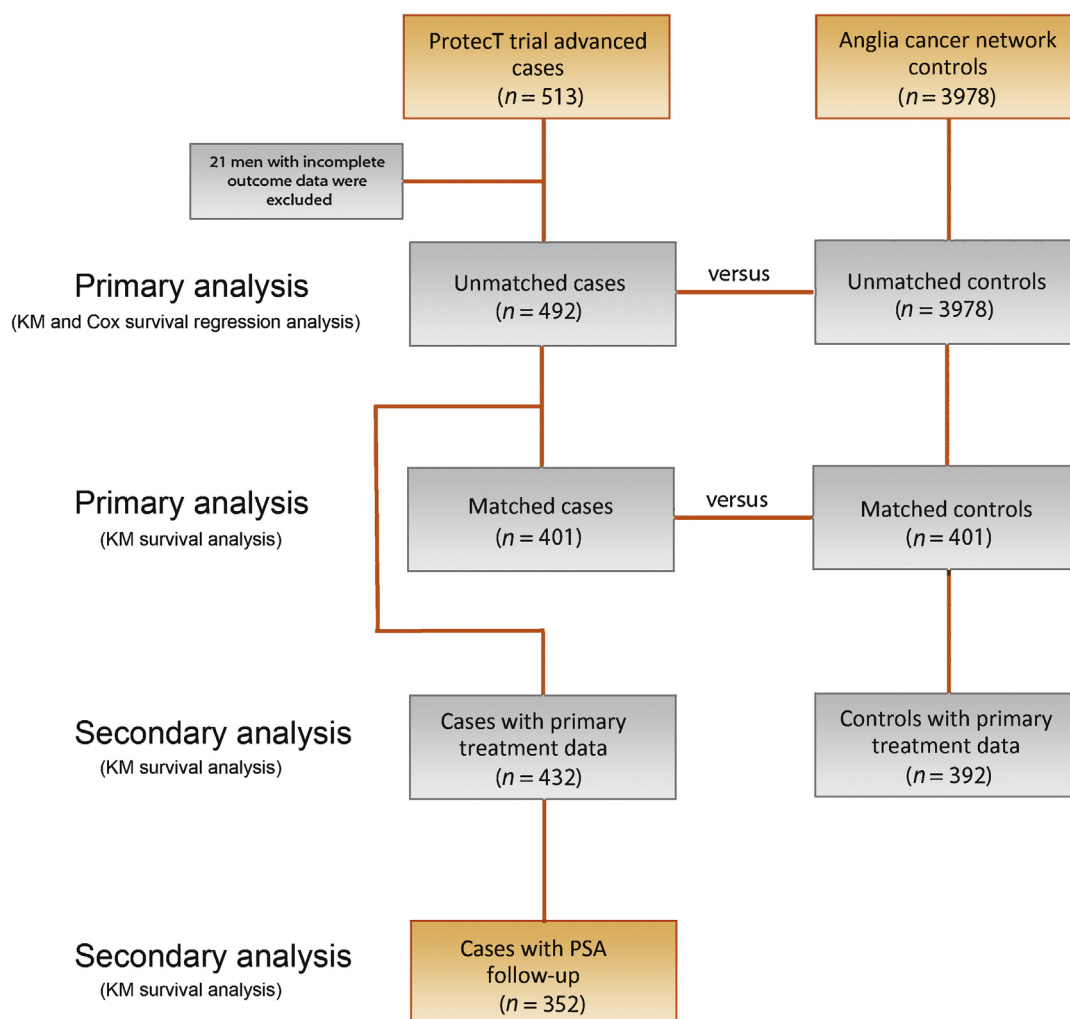 ProtecT trial advanced
cases
(n = 513)
Anglia cancer network
controls
(n = 3978)
21 men with incomplete
outcome data were
excluded
Primary analysis
(KM and Cox survival regression analysis)
Unmatched cases
(n = 492)
versus
Unmatched controls
(n = 3978)
Primary analysis
(KM survival analysis)
Matched cases
(n = 401)
versus
Matched controls
(n = 401)
Secondary analysis
(KM survival analysis)
Cases with primary
treatment data
(n = 432)
Controls with primary
treatment data
(n = 392)
Secondary analysis
(KM survival analysis)
Cases with PSA
follow-up
(n = 352)